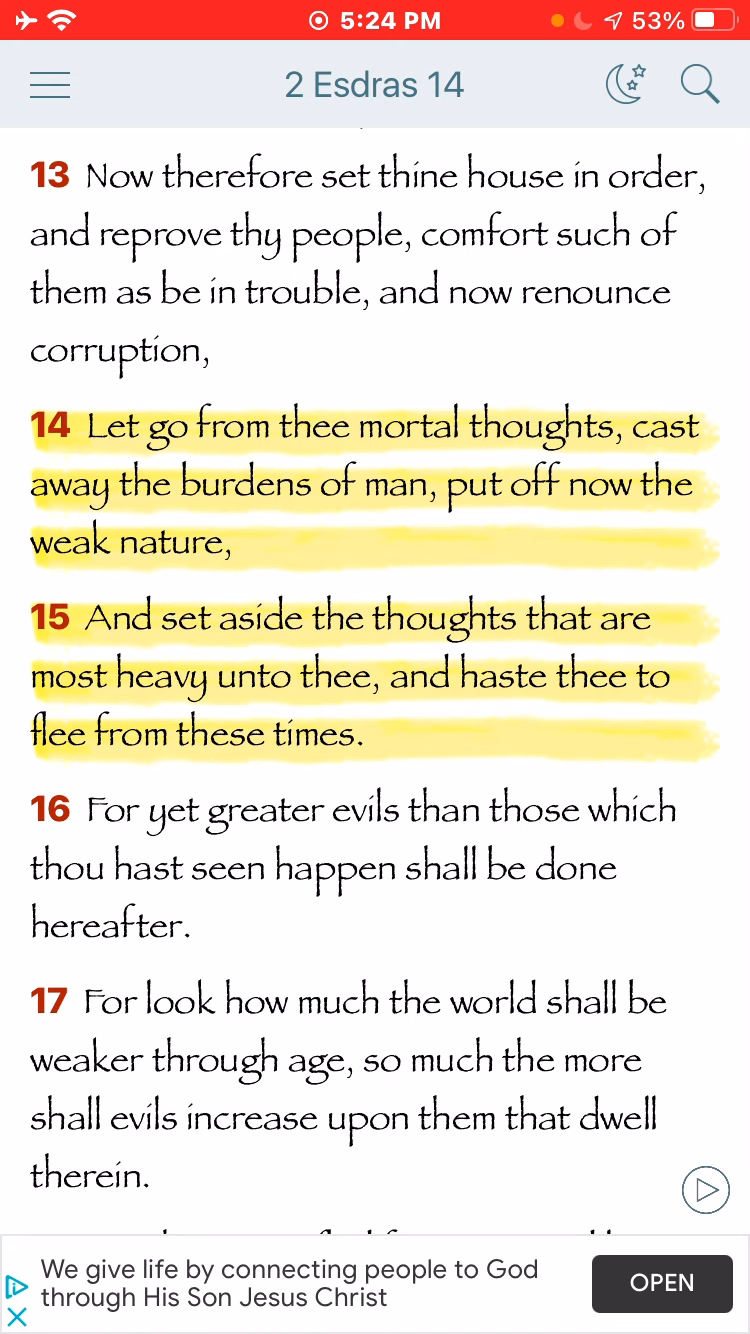 5:24 PM
53%
2 Esdras 14
13 Now therefore set thine house in order,
and reprove thy people, comfort such of
them as be in trouble, and now renounce
corruption,
14 Let go from thee mortal thoughts, cast
away the burdens of man, put off now the
weak nature,
15 And set aside the thoughts that are
most heavy unto thee, and haste thee to
flee from these times.
16 For yet greater evils than those which
thou hast seen happen shall be done
hereafter.
17 For look how much the world shall be
weaker through age, so much the more
shall evils increase upon them that dwell
therein.
We give life by connecting people to God
through His Son Jesus Christ
OPEN